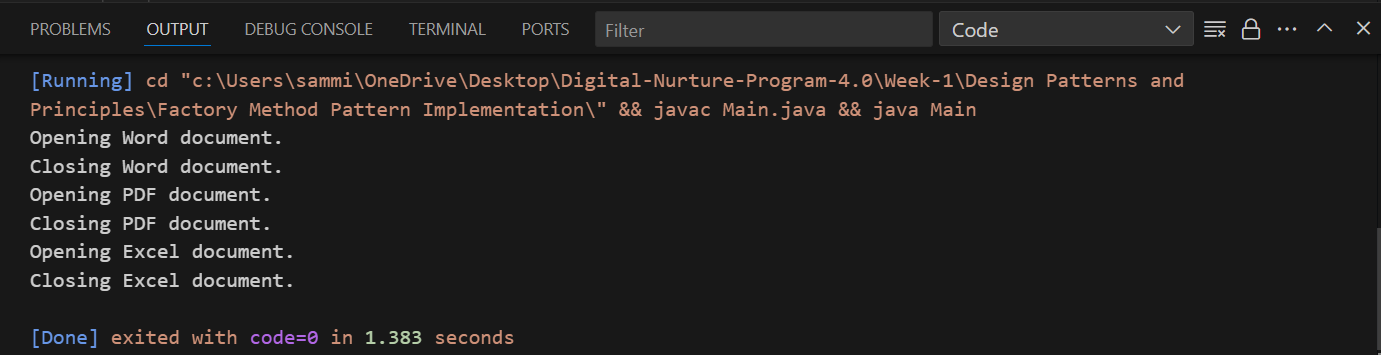 PROBLEMS OUTPUT DEBUG CONSOLE TERMINAL PORTS Filter Code
[Running] cd "c:\Users\sammi\OneDrive\Desktop\Digital-Nurture-Program-4.0\Week-1\Design Patterns and
Principles\Factory Method Pattern Implementation\" && javac Main.java && java Main
Opening Word document.
Closing Word document.
Opening PDF document.
Closing PDF document.
Opening Excel document.
Closing Excel document.
[Done] exited with code=0 in 1.383 seconds